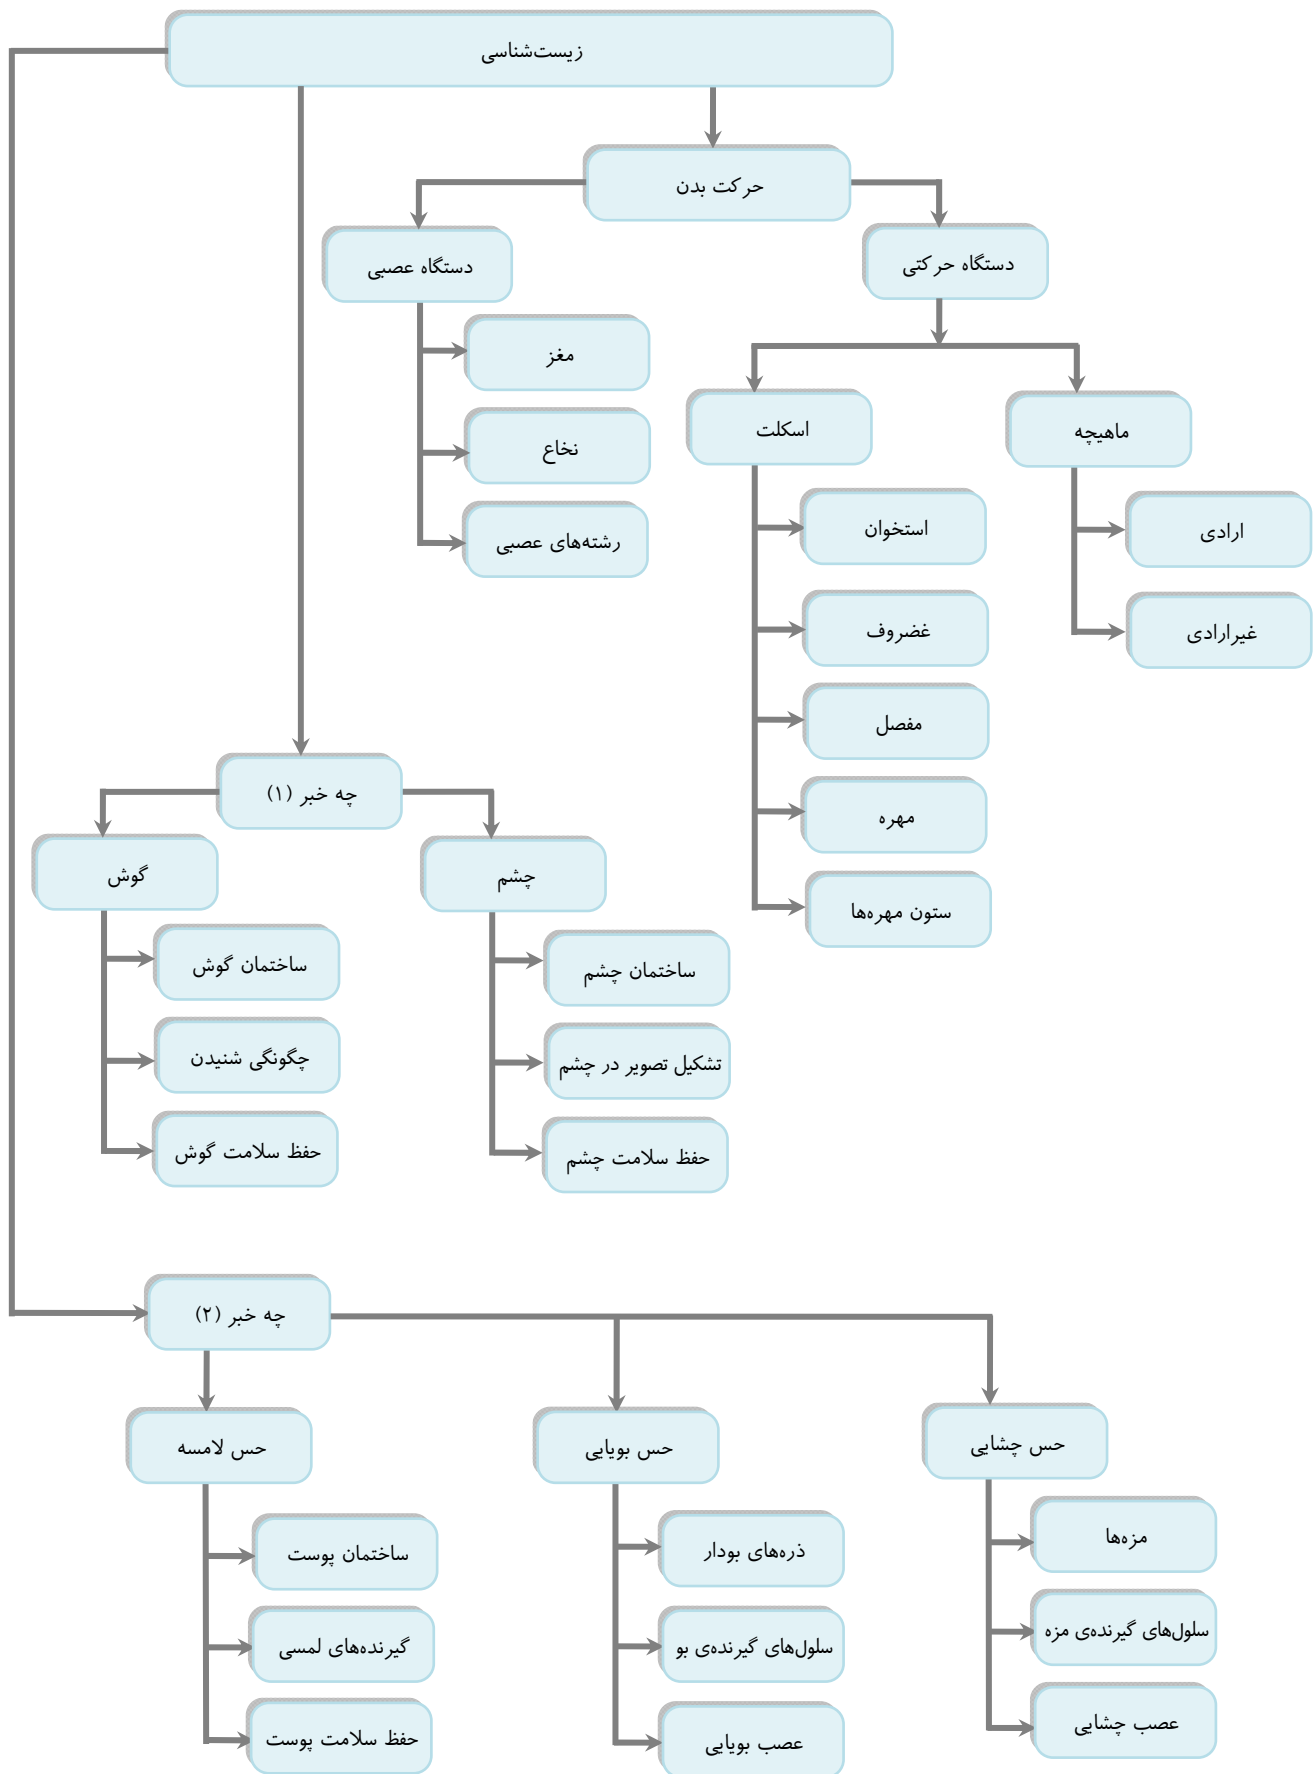 زیست‌شناسی
حرکت بدن
دستگاه حرکتی
ماهیچه
ارادی
غیرارادی
اسکلت
استخوان
غضروف
مفصل
مهره
ستون مهره‌ها
دستگاه عصبی
مغز
نخاع
رشته‌های عصبی
چه خبر (۱)
چشم
ساختمان چشم
تشکیل تصویر در چشم
حفظ سلامت چشم
گوش
ساختمان گوش
چگونگی شنیدن
حفظ سلامت گوش
چه خبر (۲)
حس چشایی
مزه‌ها
سلول‌های گیرنده‌ی مزه
عصب چشایی
حس بویایی
ذره‌های بودار
سلول‌های گیرنده‌ی بو
عصب بویایی
حس لامسه
ساختمان پوست
گیرنده‌های لمسی
حفظ سلامت پوست